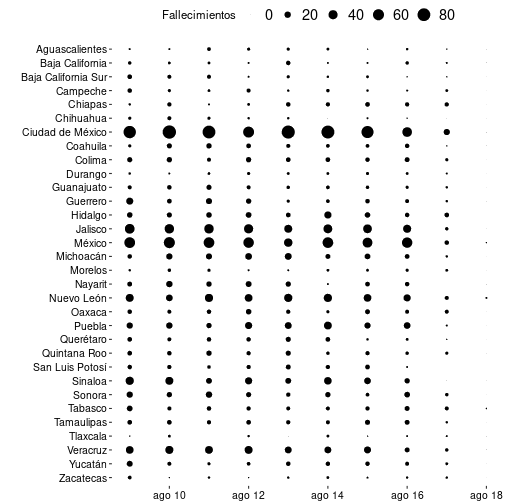 Fallecimientos 0 20 40 60 80
Aguascalientes
Baja California
Baja California Sur
Campeche
Chiapas
Chihuahua
Ciudad de México
Coahuila
Colima
Durango
Guanajuato
Guerrero
Hidalgo
Jalisco
México
Michoacán
Morelos
Nayarit
Nuevo León
Oaxaca
Puebla
Querétaro
Quintana Roo
San Luis Potosí
Sinaloa
Sonora
Tabasco
Tamaulipas
Tlaxcala
Veracruz
Yucatán
Zacatecas
ago 10 ago 12 ago 14 ago 16 ago 18